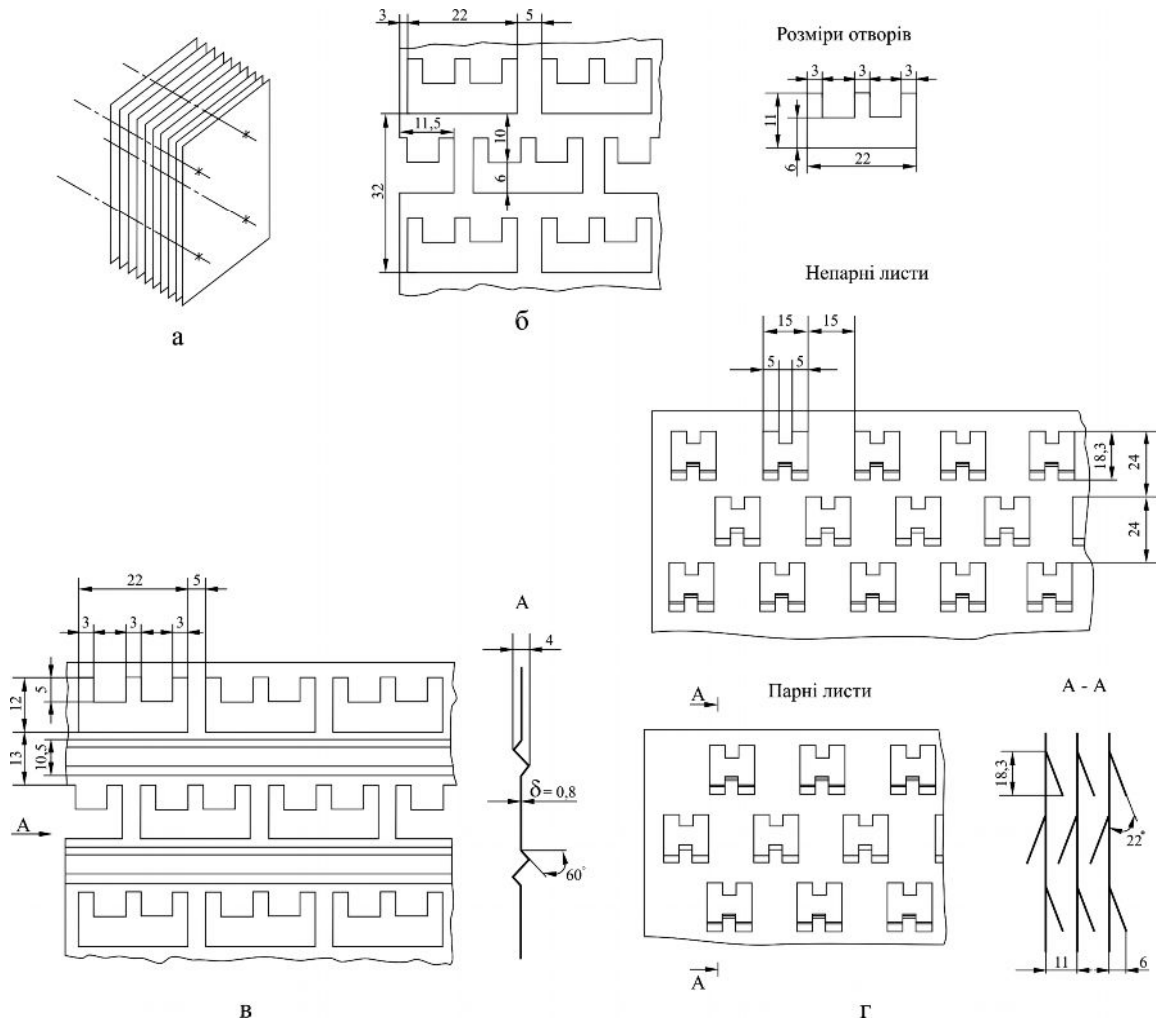 3 22 5
11,5
10
6
32
а
б
Розміри отворів
3 3 3
11
6
22
Непарні листи
15 15
5 5
18,3
24
24
22 5
3 3 3
5
12
13
10,5
А
А
4
δ = 0,8
60°
в
Парні листи
А
А
А - А
18,3
22°
11 6
г